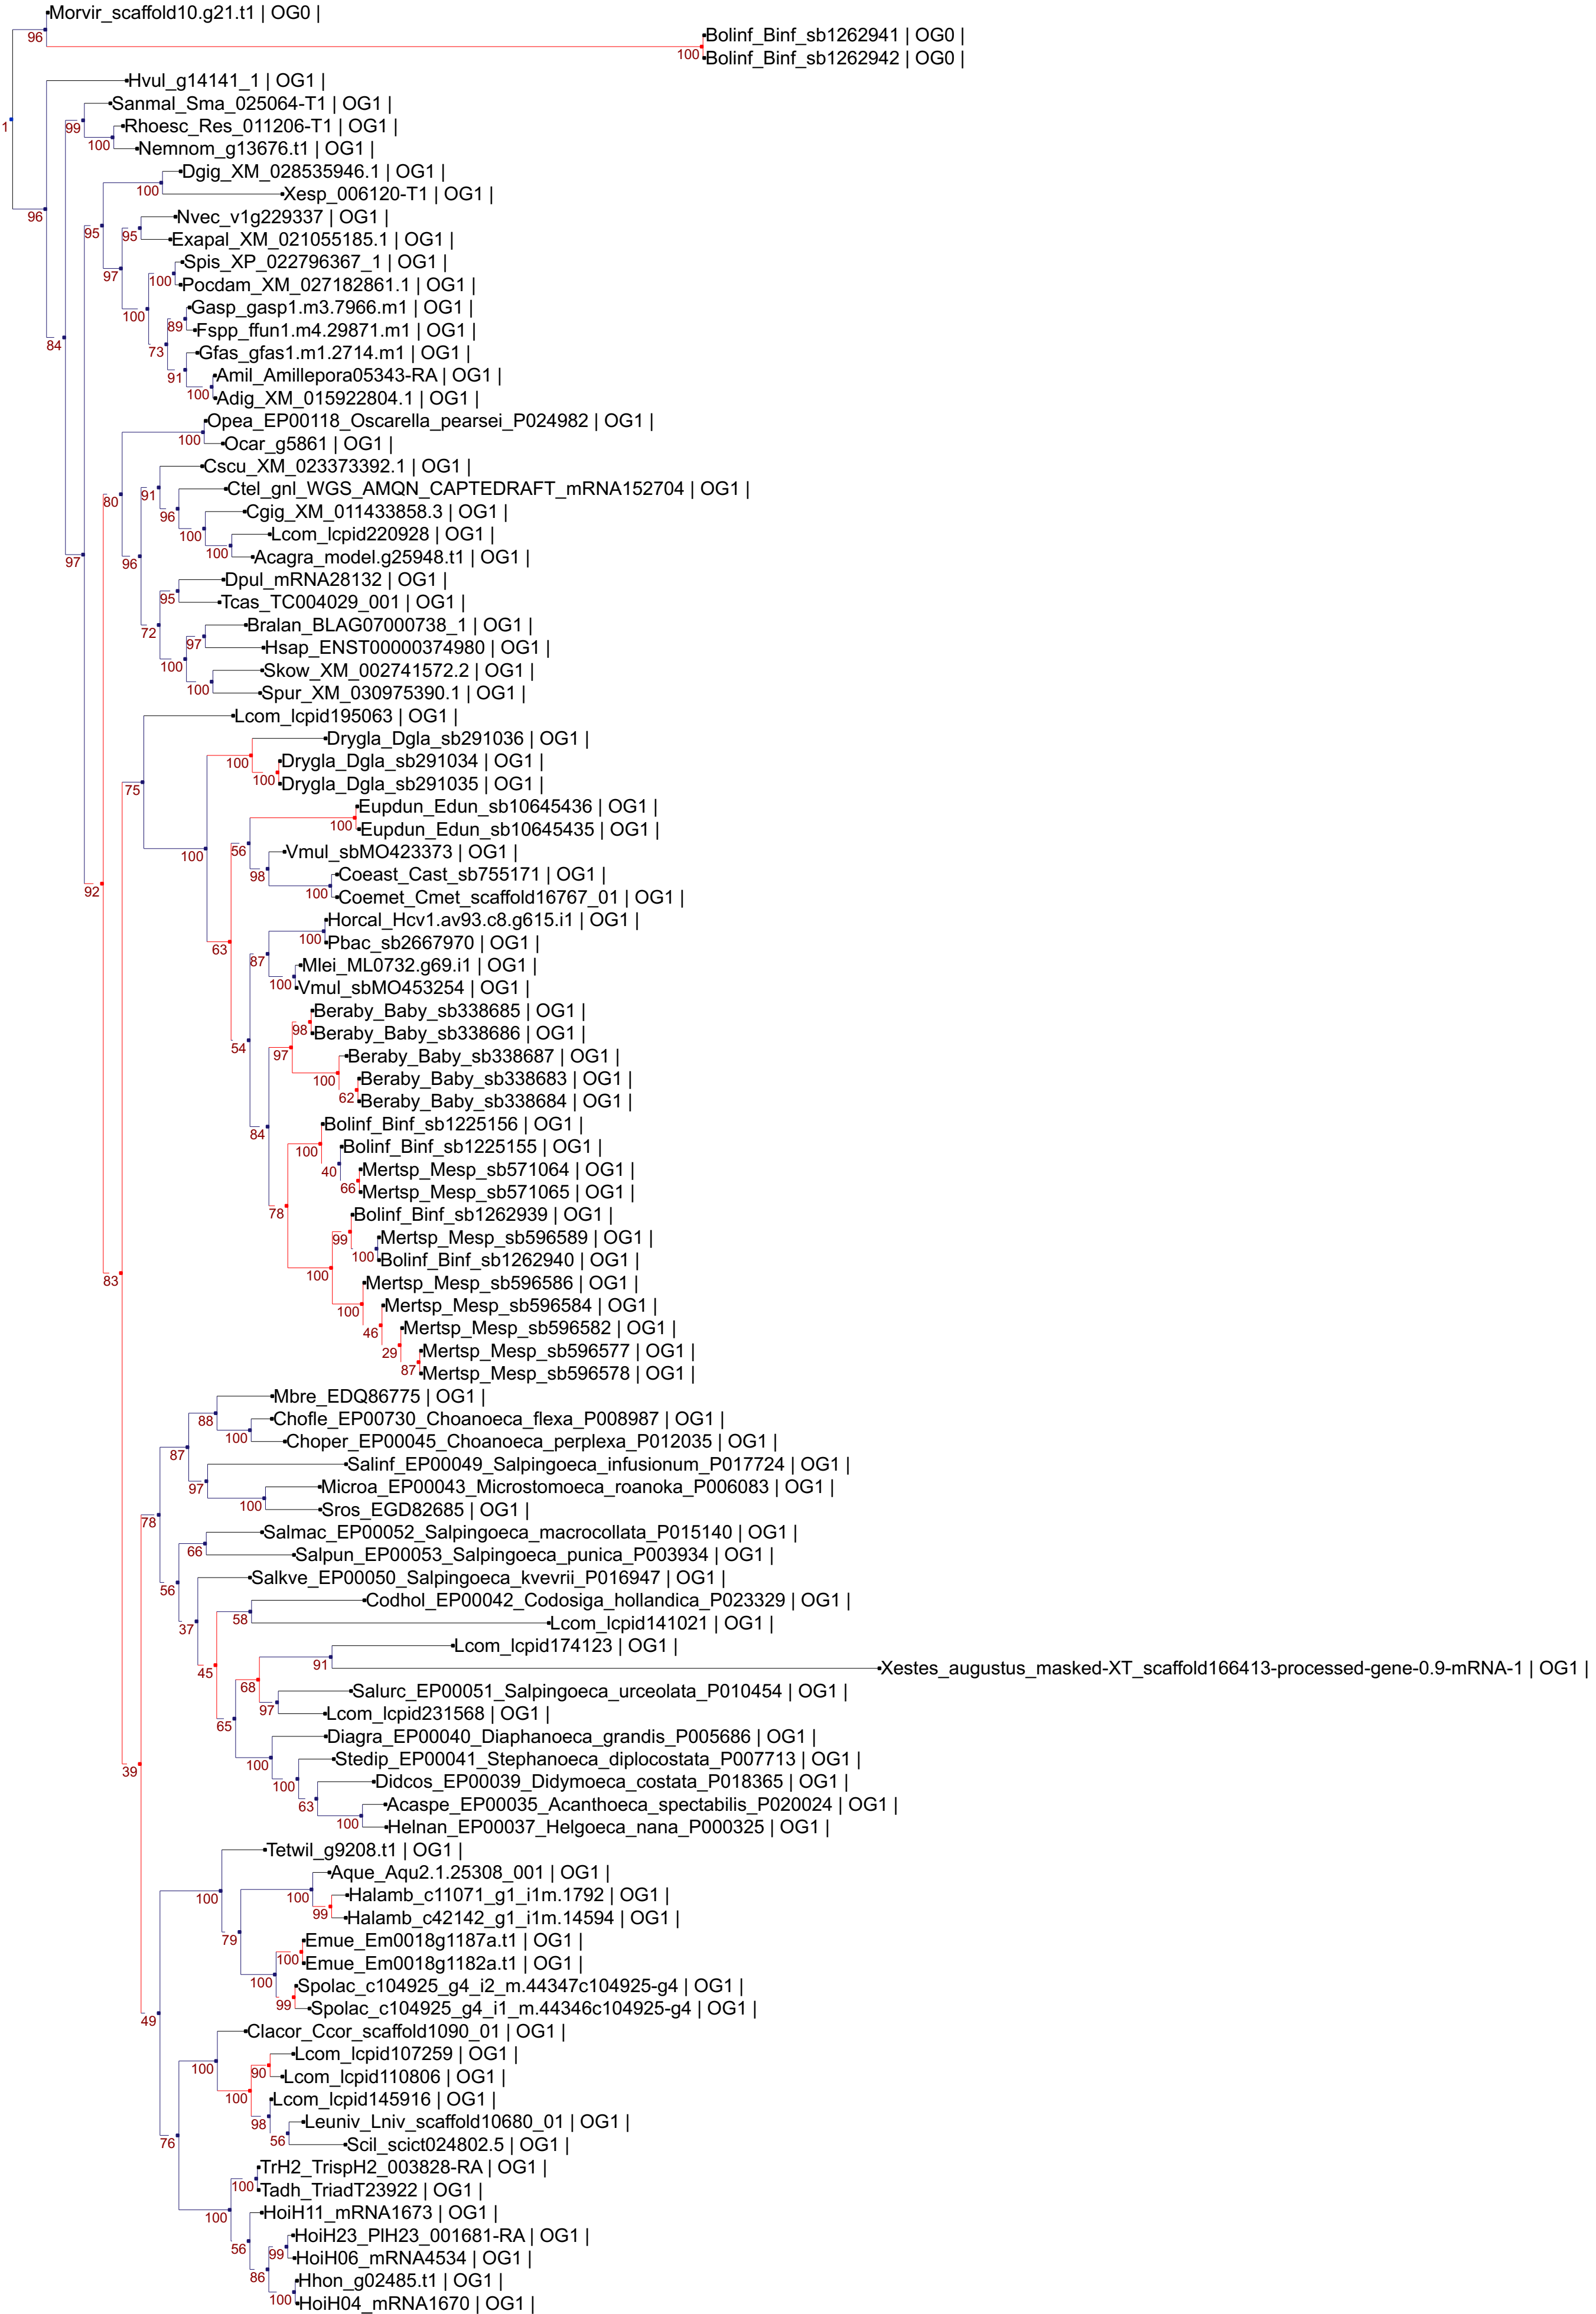 Morvir_scaffold10.g21.t1 | OG0 |
96
Bolinf_Binf_sb1262941 | OG0 |
100
Bolinf_Binf_sb1262942 | OG0 |
Hvul_g14141_1 | OG1 |
Sanmal_Sma_025064-T1 | OG1 |
1
99
Rhoesc_Res_011206-T1 | OG1 |
100
Nemnom_g13676.t1 | OG1 |
Dgig_XM_028535946.1 | OG1 |
100
Xesp_006120-T1 | OG1 |
96
Nvec_v1g229337 | OG1 |
95
95
Exapal_XM_021055185.1 | OG1 |
Spis_XP_022796367_1 | OG1 |
97
100
Pocdam_XM_027182861.1 | OG1 |
Gasp_gasp1.m3.7966.m1 | OG1 |
100
89
Fspp_ffun1.m4.29871.m1 | OG1 |
84
73
Gfas_gfas1.m1.2714.m1 | OG1 |
91
Amil_Amillepora05343-RA | OG1 |
100
Adig_XM_015922804.1 | OG1 |
Opea_EP00118_Oscarella_pearsei_P024982 | OG1 |
100
Ocar_g5861 | OG1 |
Cscu_XM_023373392.1 | OG1 |
80
91
Ctel_gnl_WGS_AMQN_CAPTEDRAFT_mRNA152704 | OG1 |
96
Cgig_XM_011433858.3 | OG1 |
100
Lcom_lcpid220928 | OG1 |
100
Acagra_model.g25948.t1 | OG1 |
97
96
Dpul_mRNA28132 | OG1 |
95
Tcas_TC004029_001 | OG1 |
72
Bralan_BLAG07000738_1 | OG1 |
97
Hsap_ENST00000374980 | OG1 |
100
Skow_XM_002741572.2 | OG1 |
100
Spur_XM_030975390.1 | OG1 |
Lcom_lcpid195063 | OG1 |
Drygla_Dgla_sb291036 | OG1 |
100
Drygla_Dgla_sb291034 | OG1 |
100
Drygla_Dgla_sb291035 | OG1 |
75
Eupdun_Edun_sb10645436 | OG1 |
100
Eupdun_Edun_sb10645435 | OG1 |
100
56
Vmul_sbMO423373 | OG1 |
98
Coeast_Cast_sb755171 | OG1 |
92
100
Coemet_Cmet_scaffold16767_01 | OG1 |
Horcal_Hcv1.av93.c8.g615.i1 | OG1 |
100
Pbac_sb2667970 | OG1 |
63
87
Mlei_ML0732.g69.i1 | OG1 |
100
Vmul_sbMO453254 | OG1 |
Beraby_Baby_sb338685 | OG1 |
98
Beraby_Baby_sb338686 | OG1 |
54
97
Beraby_Baby_sb338687 | OG1 |
100
Beraby_Baby_sb338683 | OG1 |
62
Beraby_Baby_sb338684 | OG1 |
84
Bolinf_Binf_sb1225156 | OG1 |
100
Bolinf_Binf_sb1225155 | OG1 |
40
Mertsp_Mesp_sb571064 | OG1 |
66
Mertsp_Mesp_sb571065 | OG1 |
78
Bolinf_Binf_sb1262939 | OG1 |
99
Mertsp_Mesp_sb596589 | OG1 |
100
Bolinf_Binf_sb1262940 | OG1 |
83
100
Mertsp_Mesp_sb596586 | OG1 |
100
Mertsp_Mesp_sb596584 | OG1 |
46
Mertsp_Mesp_sb596582 | OG1 |
29
Mertsp_Mesp_sb596577 | OG1 |
87
Mertsp_Mesp_sb596578 | OG1 |
Mbre_EDQ86775 | OG1 |
88
Chofle_EP00730_Choanoeca_flexa_P008987 | OG1 |
100
Choper_EP00045_Choanoeca_perplexa_P012035 | OG1 |
87
Salinf_EP00049_Salpingoeca_infusionum_P017724 | OG1 |
97
Microa_EP00043_Microstomoeca_roanoka_P006083 | OG1 |
100
Sros_EGD82685 | OG1 |
78
Salmac_EP00052_Salpingoeca_macrocollata_P015140 | OG1 |
66
Salpun_EP00053_Salpingoeca_punica_P003934 | OG1 |
56
Salkve_EP00050_Salpingoeca_kvevrii_P016947 | OG1 |
Codhol_EP00042_Codosiga_hollandica_P023329 | OG1 |
37
58
Lcom_lcpid141021 | OG1 |
Lcom_lcpid174123 | OG1 |
45
91
Xestes_augustus_masked-XT_scaffold166413-processed-gene-0.9-mRNA-1 | OG1 |
68
Salurc_EP00051_Salpingoeca_urceolata_P010454 | OG1 |
97
Lcom_lcpid231568 | OG1 |
65
Diagra_EP00040_Diaphanoeca_grandis_P005686 | OG1 |
100
Stedip_EP00041_Stephanoeca_diplocostata_P007713 | OG1 |
39
100
Didcos_EP00039_Didymoeca_costata_P018365 | OG1 |
63
Acaspe_EP00035_Acanthoeca_spectabilis_P020024 | OG1 |
100
Helnan_EP00037_Helgoeca_nana_P000325 | OG1 |
Tetwil_g9208.t1 | OG1 |
Aque_Aqu2.1.25308_001 | OG1 |
100
100
Halamb_c11071_g1_i1m.1792 | OG1 |
99
Halamb_c42142_g1_i1m.14594 | OG1 |
79
Emue_Em0018g1187a.t1 | OG1 |
100
Emue_Em0018g1182a.t1 | OG1 |
100
Spolac_c104925_g4_i2_m.44347c104925-g4 | OG1 |
99
Spolac_c104925_g4_i1_m.44346c104925-g4 | OG1 |
49
Clacor_Ccor_scaffold1090_01 | OG1 |
Lcom_lcpid107259 | OG1 |
100
90
Lcom_lcpid110806 | OG1 |
100
Lcom_lcpid145916 | OG1 |
98
Leuniv_Lniv_scaffold10680_01 | OG1 |
76
56
Scil_scict024802.5 | OG1 |
TrH2_TrispH2_003828-RA | OG1 |
100
Tadh_TriadT23922 | OG1 |
100
HoiH11_mRNA1673 | OG1 |
HoiH23_PlH23_001681-RA | OG1 |
56
99
HoiH06_mRNA4534 | OG1 |
86
Hhon_g02485.t1 | OG1 |
100
HoiH04_mRNA1670 | OG1 |